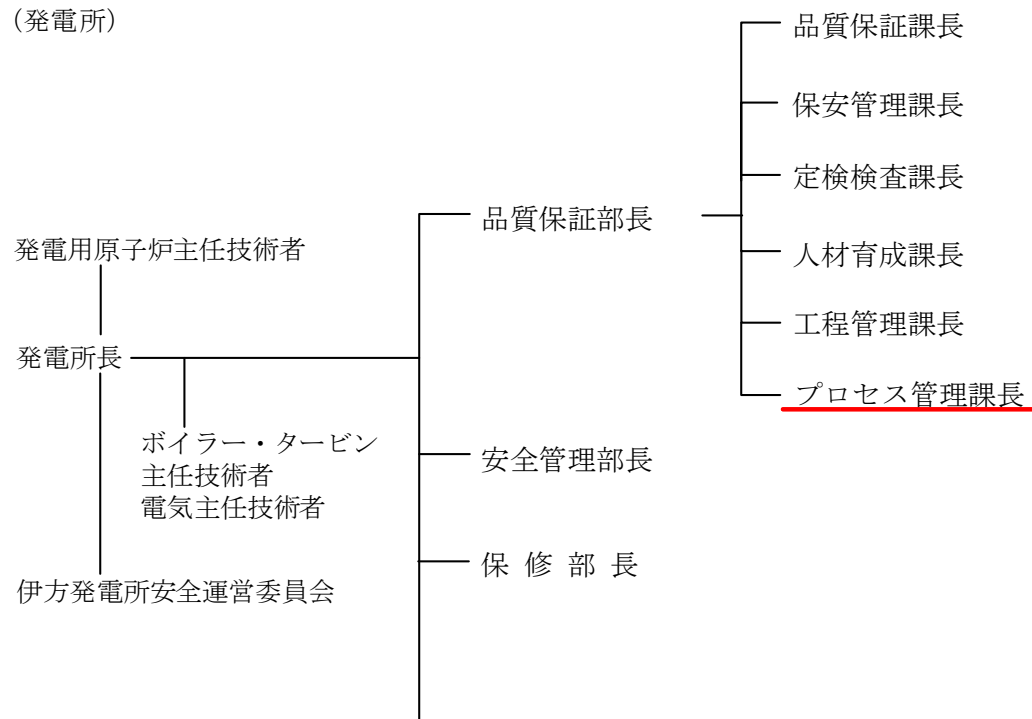 （発電所）
品質保証課長
保安管理課長
定検検査課長
品質保証部長
人材育成課長
発電用原子炉主任技術者
工程管理課長
発電所長
プロセス管理課長
ボイラー・タービン
主任技術者
電気主任技術者
安全管理部長
保修部長
伊方発電所安全運営委員会